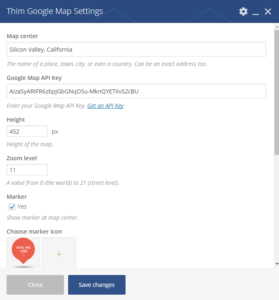 Thim Google Map Settings
Map center
Silicon Valley, California
The name of a place, town, city, or even a country. Can be an exact address too.
Google Map API Key
Enter your Google Map API Key. Get an API Key
Height
452 px
Height of the map.
Zoom level
11
A value from 0 (the world) to 21 (street level).
Marker
Yes
Show marker at map center.
Choose marker icon
Close
Save changes